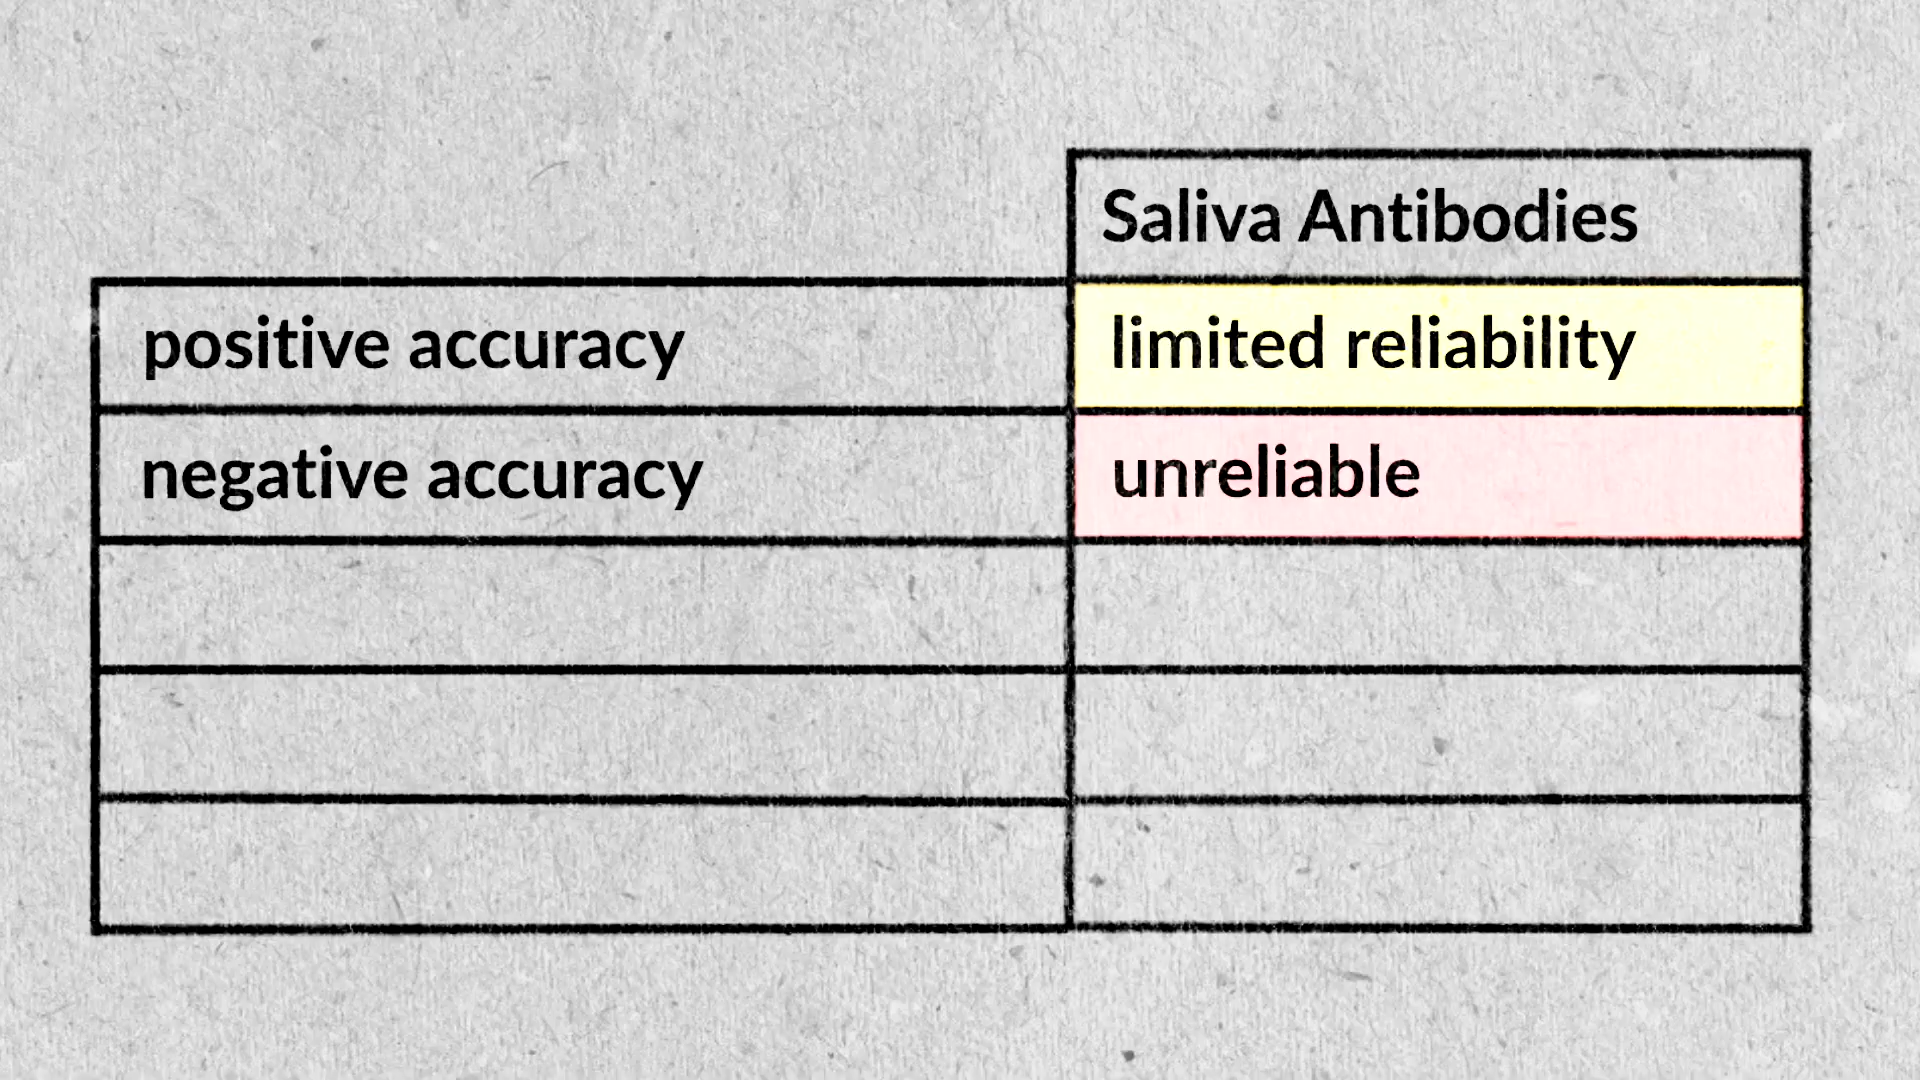 Saliva Antibodies
positive accuracy
limited reliability
negative accuracy
unreliable